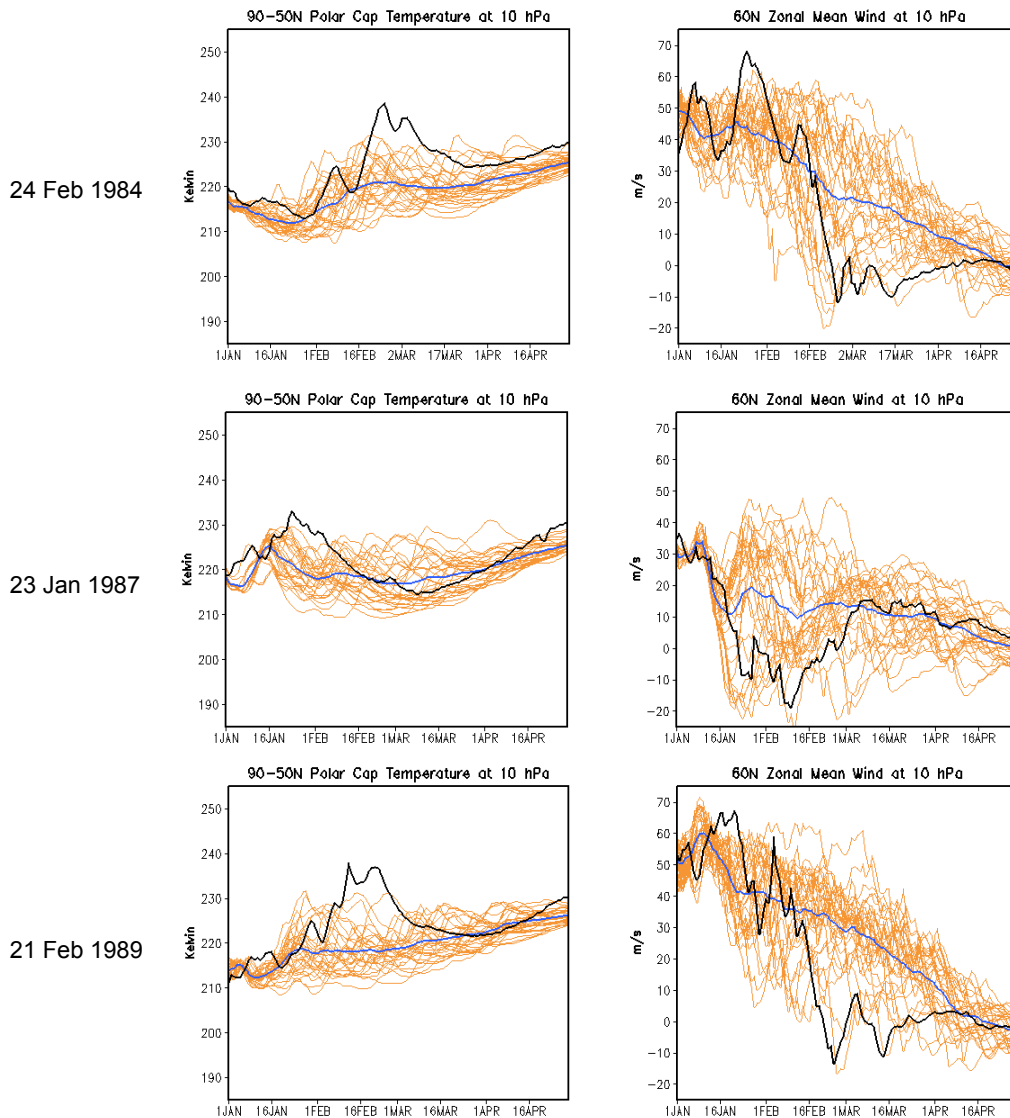 90-50N Polar Cap Temperature at 10 hPa
60N Zonal Mean Wind at 10 hPa
24 Feb 1984
Kelvin
250
240
230
220
210
200
190
1JAN 16JAN 1FEB 16FEB 2MAR 17MAR 1APR 16APR
m/s
70
60
50
40
30
20
10
0
-10
-20
1JAN 16JAN 1FEB 16FEB 2MAR 17MAR 1APR 16APR
90-50N Polar Cap Temperature at 10 hPa
60N Zonal Mean Wind at 10 hPa
23 Jan 1987
Kelvin
250
240
230
220
210
200
190
1JAN 16JAN 1FEB 16FEB 1MAR 16MAR 1APR 16APR
m/s
70
60
50
40
30
20
10
0
-10
-20
1JAN 16JAN 1FEB 16FEB 1MAR 16MAR 1APR 16APR
90-50N Polar Cap Temperature at 10 hPa
60N Zonal Mean Wind at 10 hPa
21 Feb 1989
Kelvin
250
240
230
220
210
200
190
1JAN 16JAN 1FEB 16FEB 1MAR 16MAR 1APR 16APR
m/s
70
60
50
40
30
20
10
0
-10
-20
1JAN 16JAN 1FEB 16FEB 1MAR 16MAR 1APR 16APR